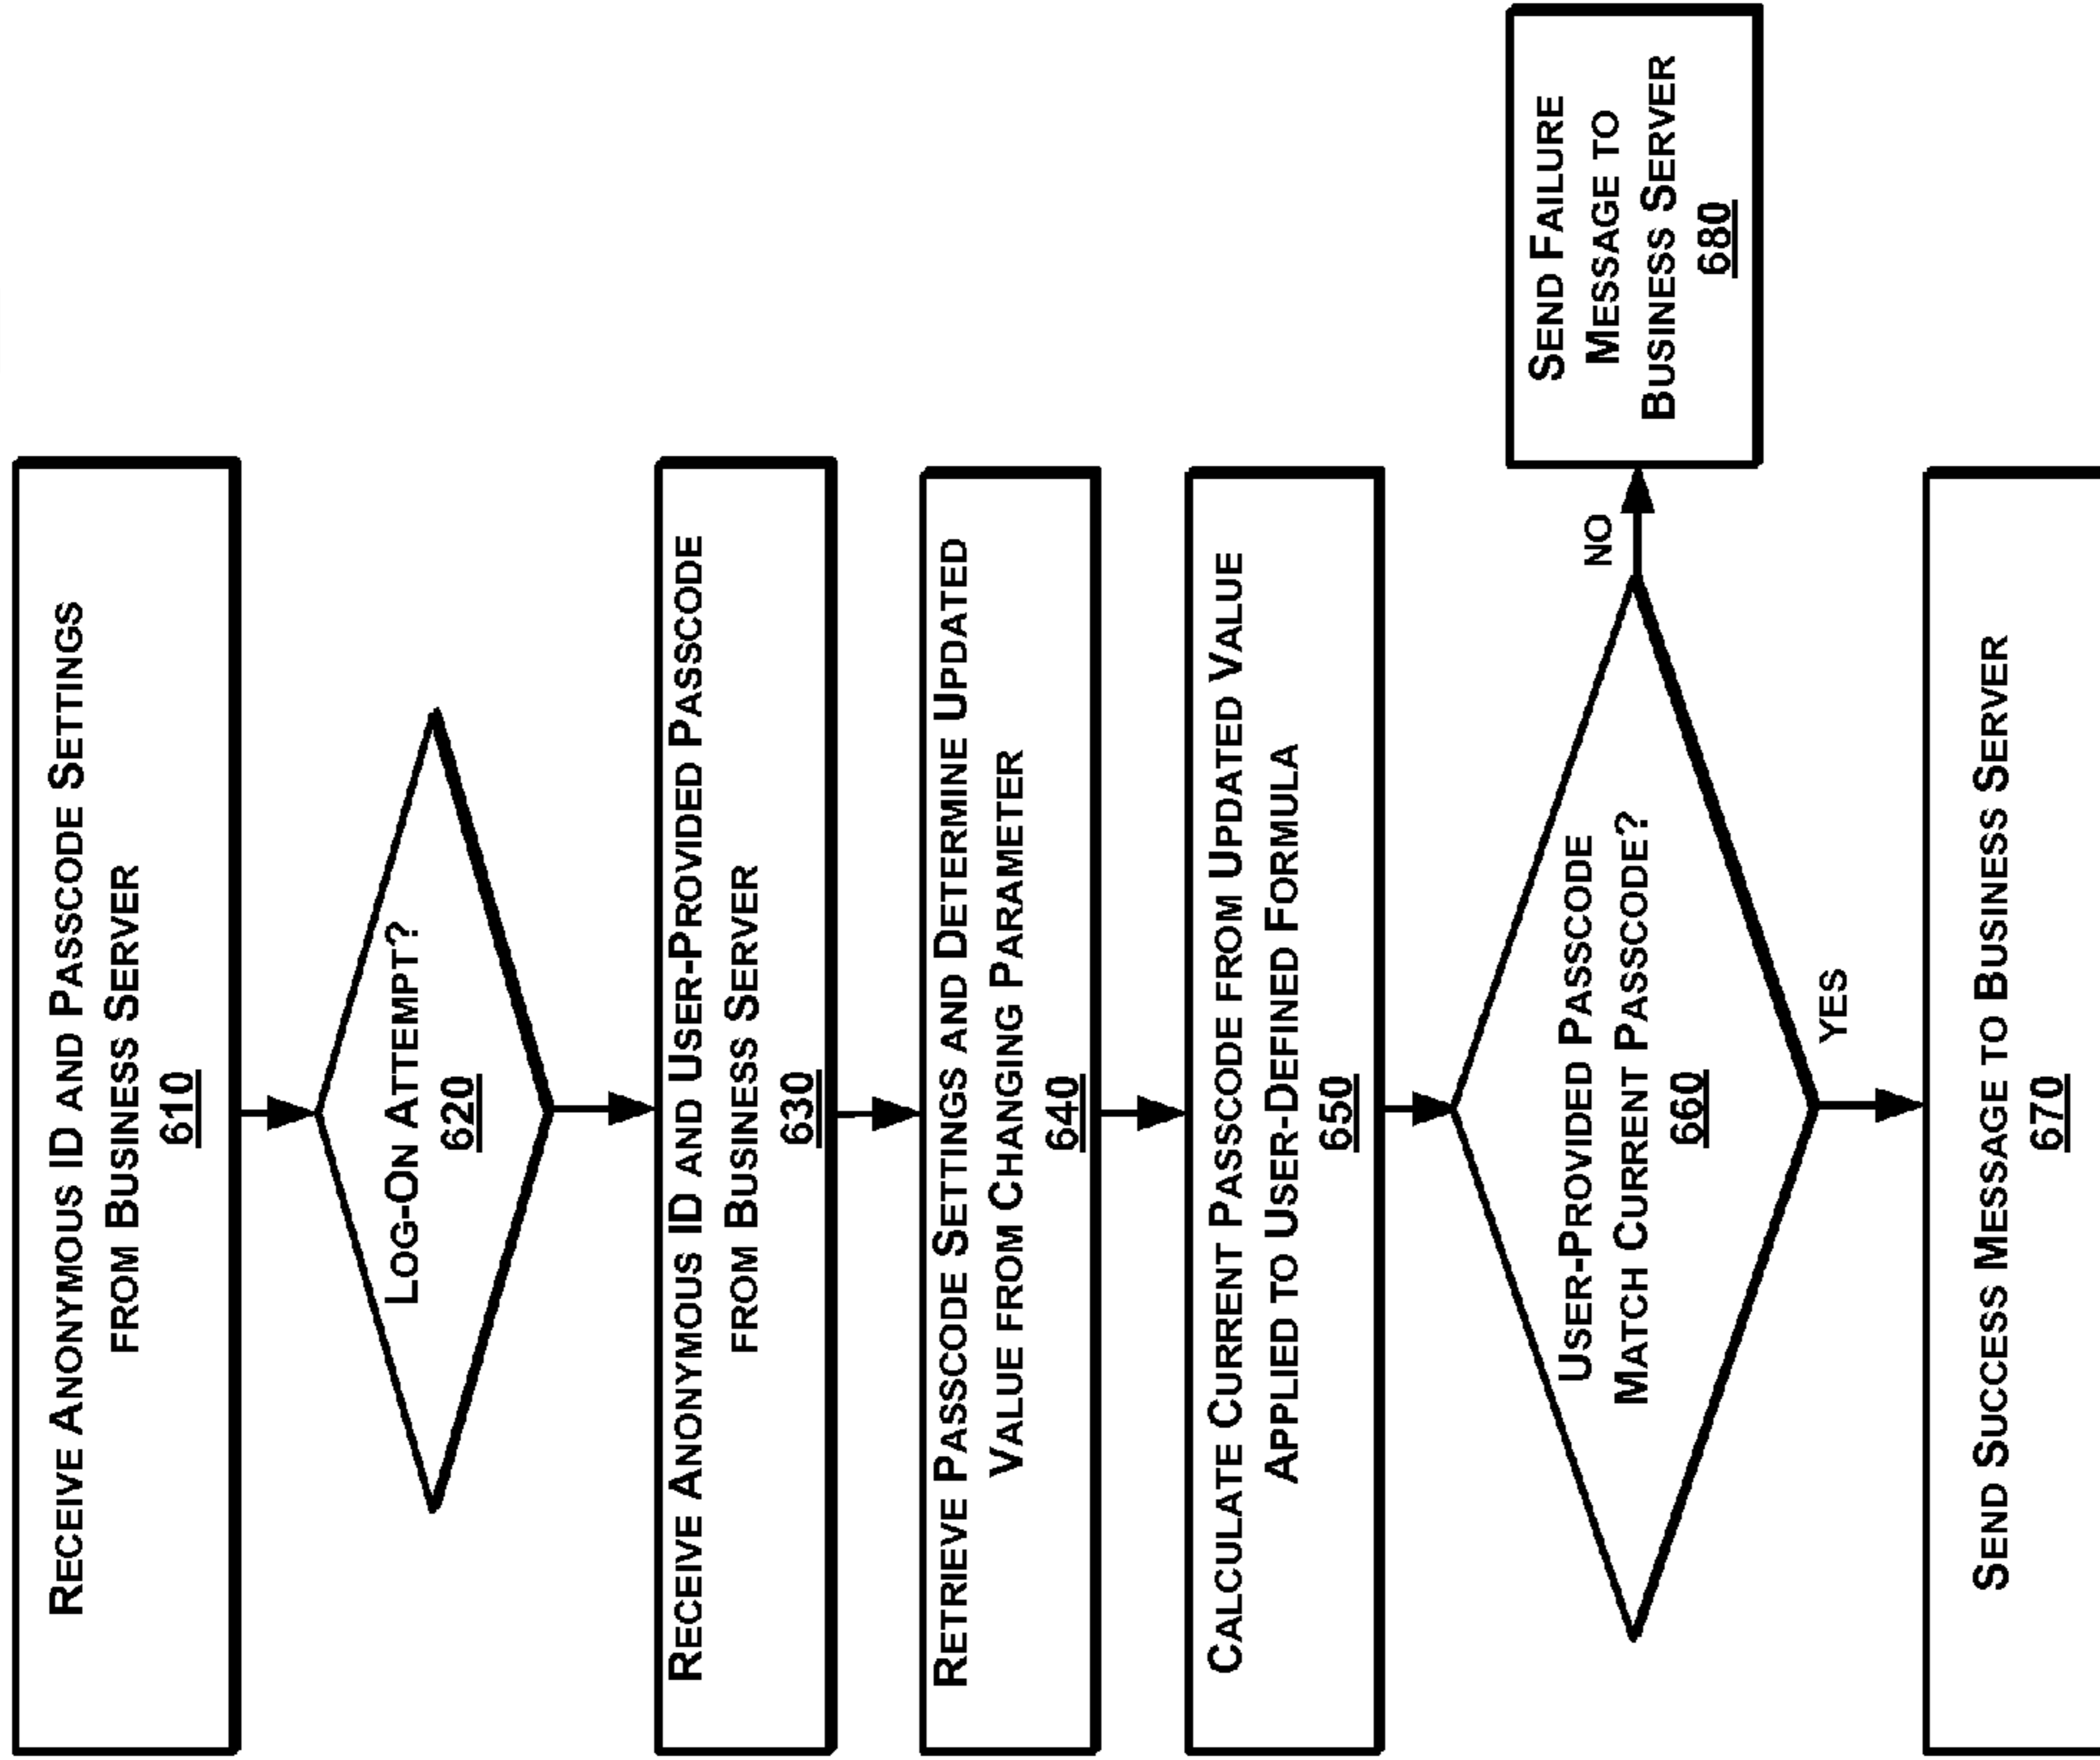 RECEIVE ANONYMOUS ID AND PASSCODE SETTINGS
FROM BUSINESS SERVER
610
LOG-ON ATTEMPT?
620
RECEIVE ANONYMOUS ID AND USER-PROVIDED PASSCODE
FROM BUSINESS SERVER
630
RETRIEVE PASSCODE SETTINGS AND DETERMINE UPDATED
VALUE FROM CHANGING PARAMETER
640
CALCULATE CURRENT PASSCODE FROM UPDATED VALUE
APPLIED TO USER-DEFINED FORMULA
650
USER-PROVIDED PASSCODE
MATCH CURRENT PASSCODE?
660
NO
SEND FAILURE
MESSAGE TO
BUSINESS SERVER
680
YES
SEND SUCCESS MESSAGE TO BUSINESS SERVER
670